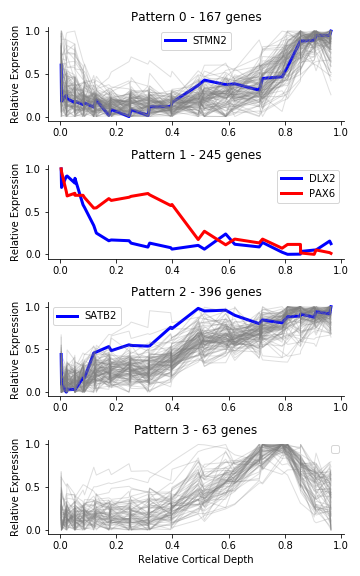 Pattern 0 - 167 genes
Relative Expression
1.0
0.5
0.0
STMN2
0.0 0.2 0.4 0.6 0.8 1.0
Pattern 1 - 245 genes
Relative Expression
1.0
0.5
0.0
DLX2
PAX6
0.0 0.2 0.4 0.6 0.8 1.0
Pattern 2 - 396 genes
Relative Expression
1.0
0.5
0.0
SATB2
0.0 0.2 0.4 0.6 0.8 1.0
Pattern 3 - 63 genes
Relative Expression
1.0
0.5
0.0
0.0 0.2 0.4 0.6 0.8 1.0
Relative Cortical Depth